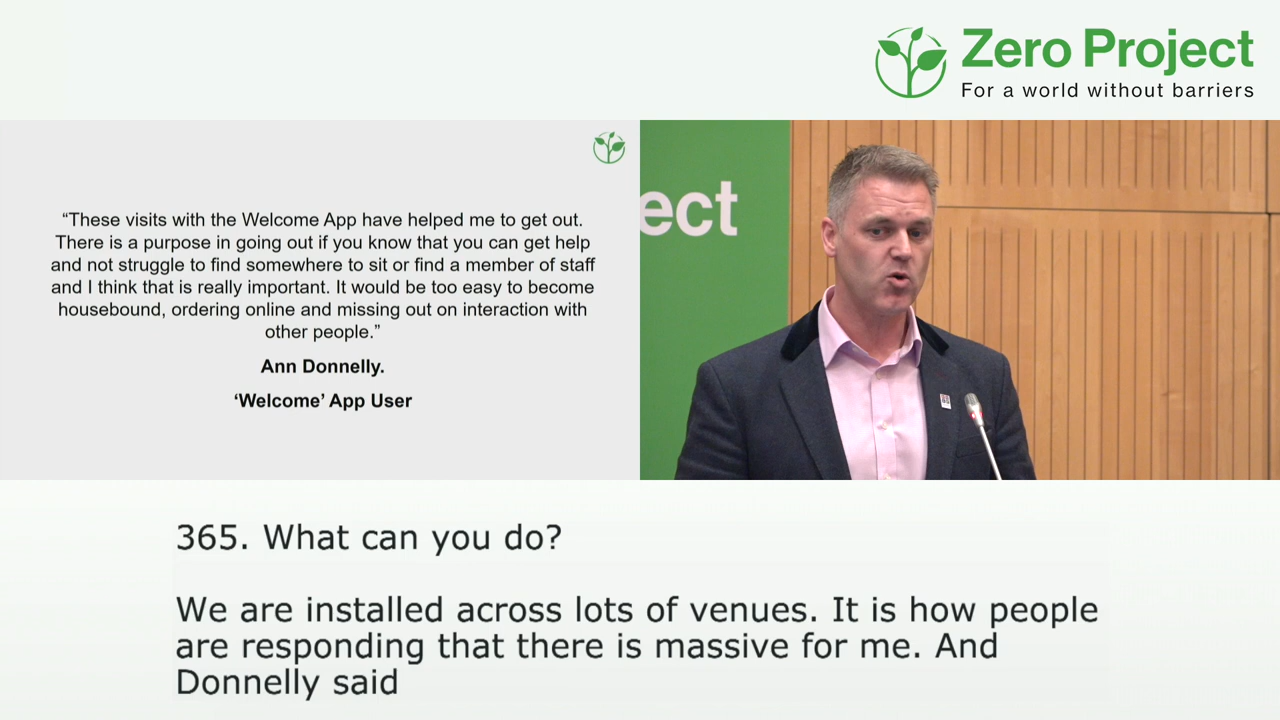 Zero Project
For a world without barriers
“These visits with the Welcome App have helped me to get out.
There is a purpose in going out if you know that you can get help
and not struggle to find somewhere to sit or find a member of staff
and I think that is really important. It would be too easy to become
housebound, ordering online and missing out on interaction with
other people.”
Ann Donnelly.
‘Welcome’ App User
ect
365. What can you do?
We are installed across lots of venues. It is how people
are responding that there is massive for me. And
Donnelly said